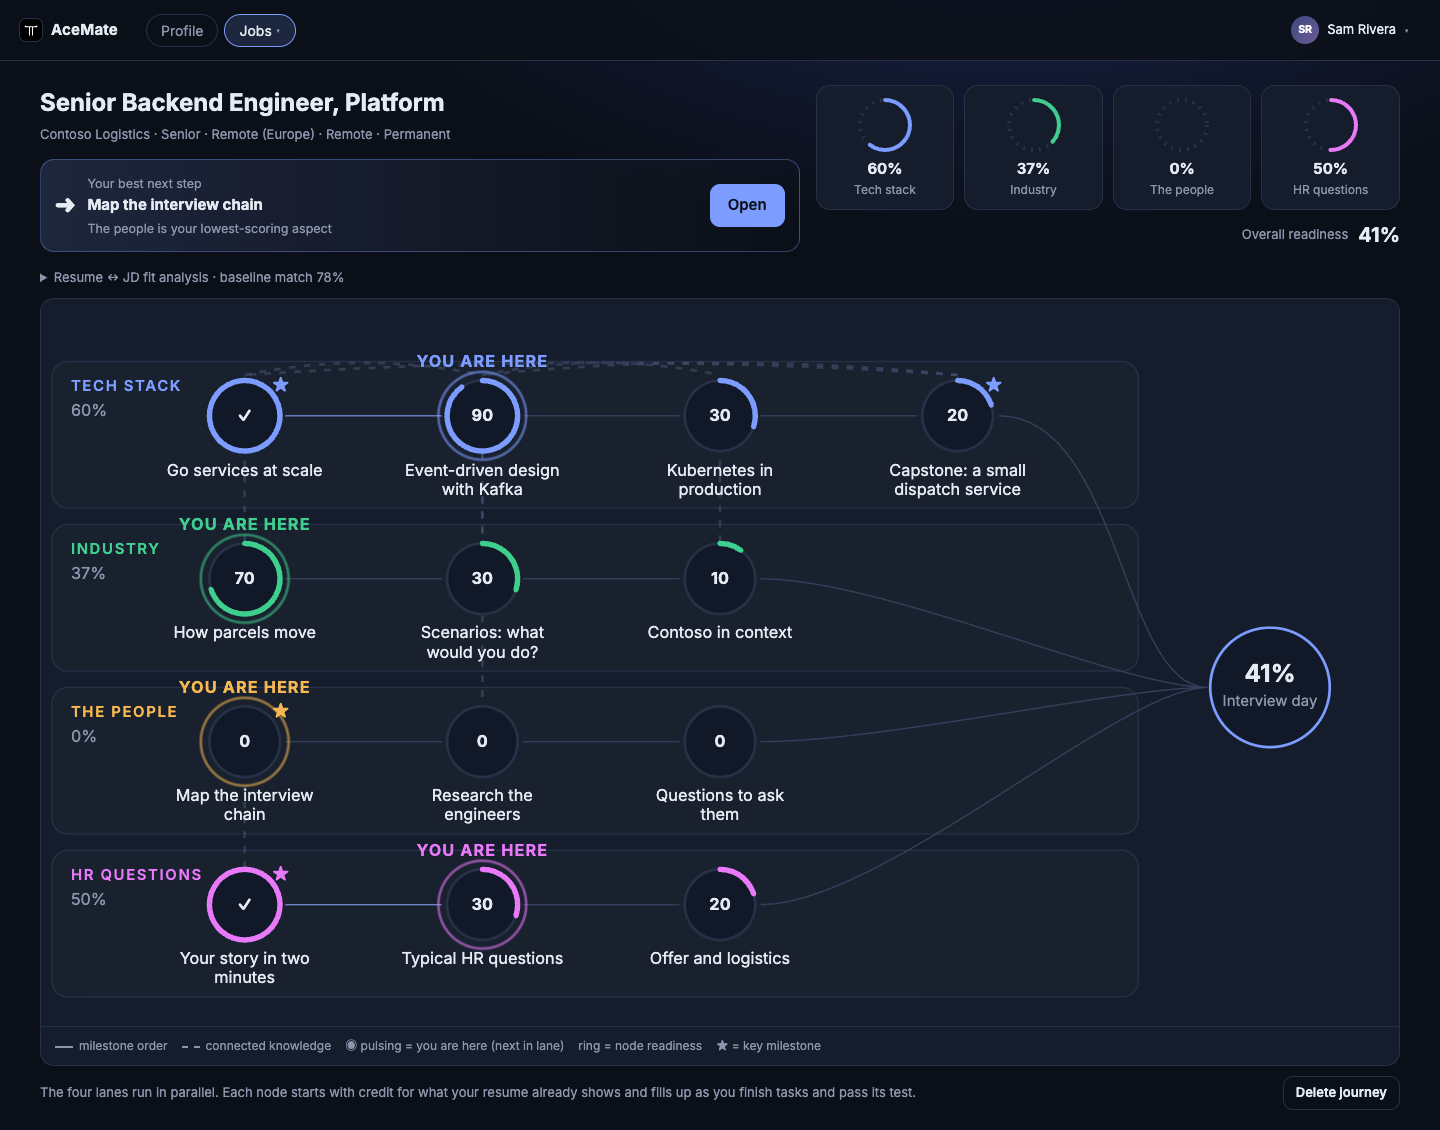 AceMate
Profile
Jobs
SR
Sam Rivera
Senior Backend Engineer, Platform
Contoso Logistics · Senior · Remote (Europe) · Remote · Permanent
Your best next step
Map the interview chain
The people is your lowest-scoring aspect
Open
60%
Tech stack
37%
Industry
0%
The people
50%
HR questions
Overall readiness 41%
Resume ↔ JD fit analysis · baseline match 78%
YOU ARE HERE
TECH STACK
60%
90
30
20
Go services at scale
Event-driven design
with Kafka
Kubernetes in
production
Capstone: a small
dispatch service
YOU ARE HERE
INDUSTRY
37%
70
30
10
How parcels move
Scenarios: what
would you do?
Contoso in context
YOU ARE HERE
THE PEOPLE
0%
0
0
0
Map the interview
chain
Research the
engineers
Questions to ask
them
41%
Interview day
YOU ARE HERE
HR QUESTIONS
50%
30
20
Your story in two
minutes
Typical HR questions
Offer and logistics
milestone order
connected knowledge
pulsing = you are here (next in lane)
ring = node readiness
★ = key milestone
The four lanes run in parallel. Each node starts with credit for what your resume already shows and fills up as you finish tasks and pass its test.
Delete journey